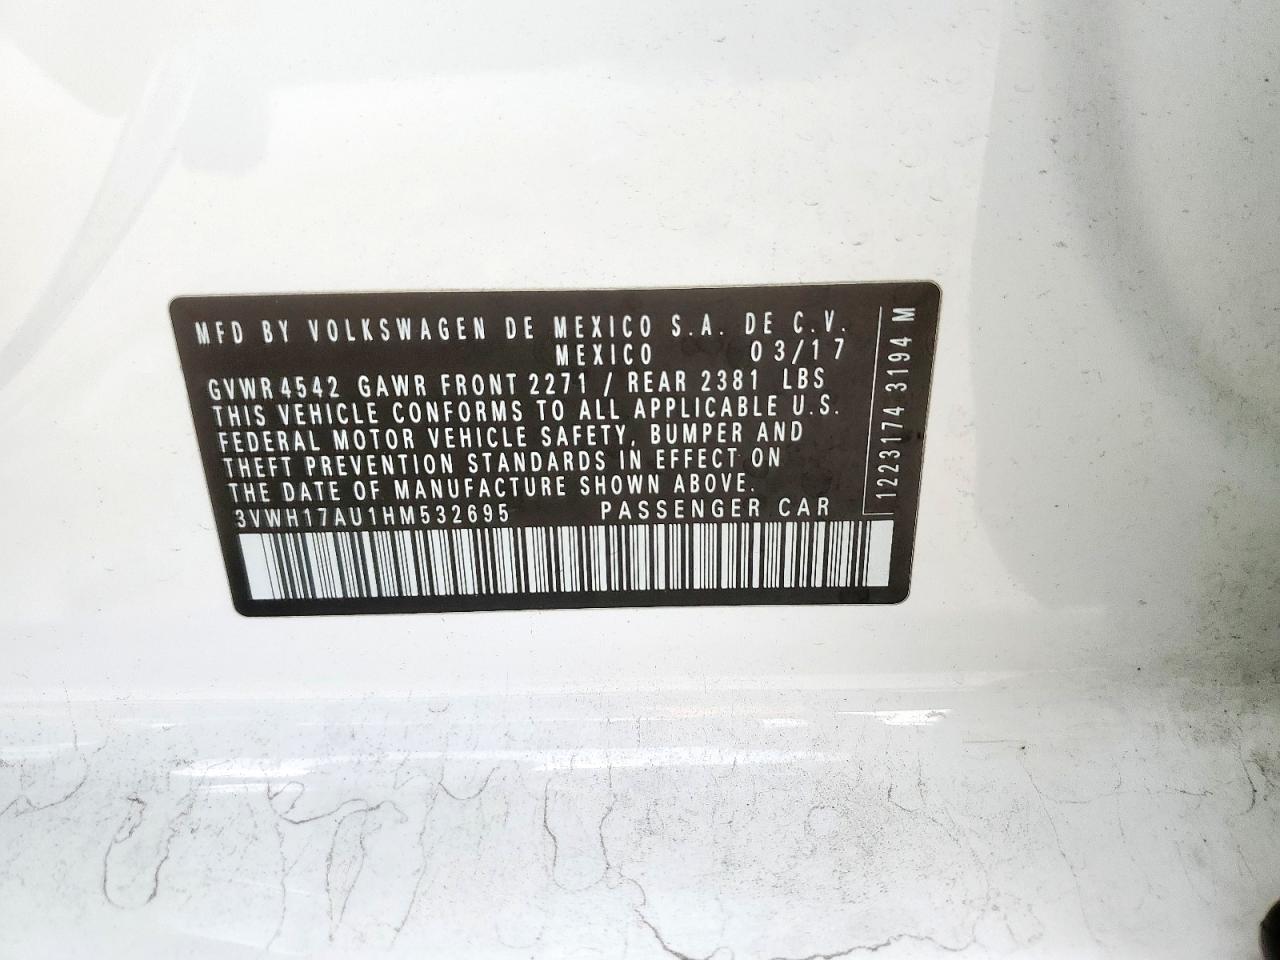 MFD BY VOLKSWAGEN DE MEXICO S.A. DE C.V.
MEXICO 03/17
GVWR 4542 GAWR FRONT 2271 / REAR 2381 LBS
THIS VEHICLE CONFORMS TO ALL APPLICABLE U.S.
FEDERAL MOTOR VEHICLE SAFETY, BUMPER AND
THEFT PREVENTION STANDARDS IN EFFECT ON
THE DATE OF MANUFACTURE SHOWN ABOVE.
3VWH17AU1HM532695 PASSENGER CAR
1223174 3194 M